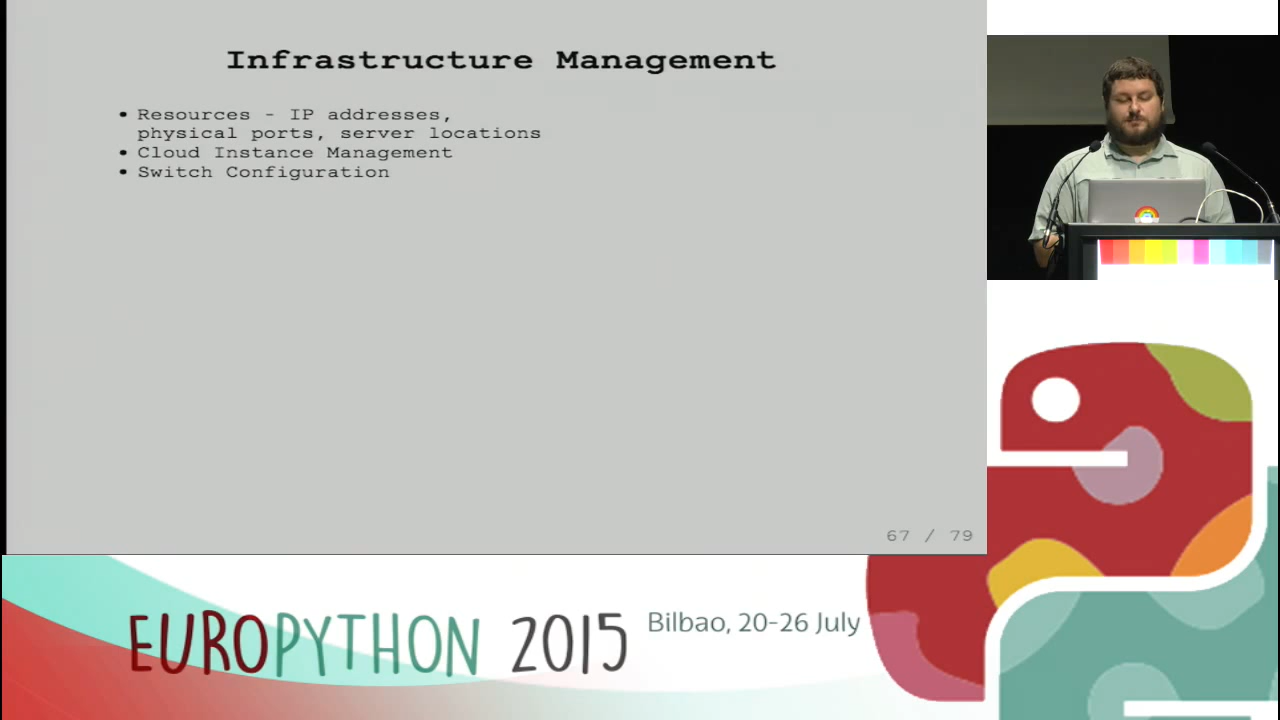 Infrastructure Management
• Resources - IP addresses,
physical ports, server locations
• Cloud Instance Management
• Switch Configuration
67 / 79
EUROPYTHON 2015
Bilbao, 20-26 July